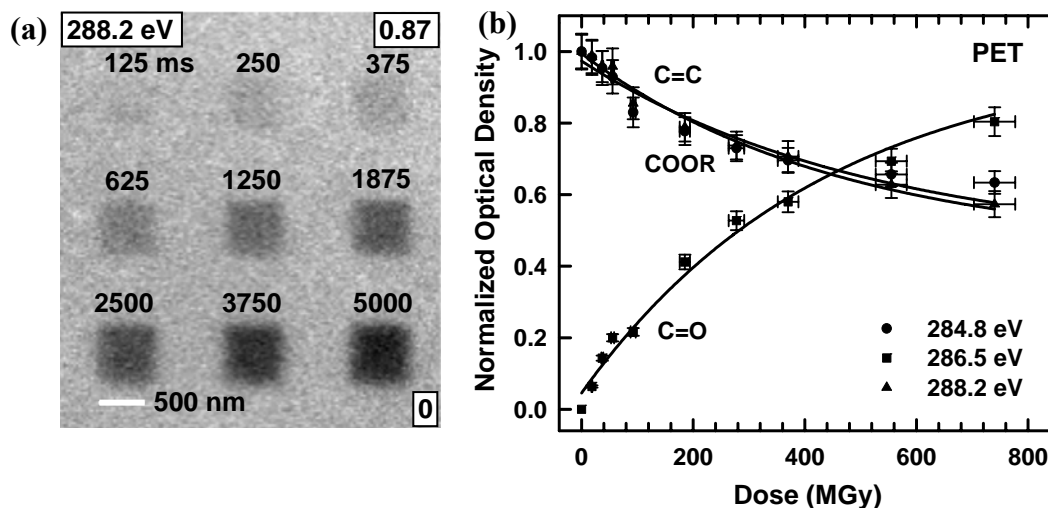 (a)
288.2 eV
0.87
125 ms 250 375
625 1250 1875
2500 3750 5000
500 nm
0
(b)
PET
C=C
COOR
C=O
284.8 eV
286.5 eV
288.2 eV
Normalized Optical Density
1.0
0.8
0.6
0.4
0.2
0.0
0 200 400 600 800
Dose (MGy)